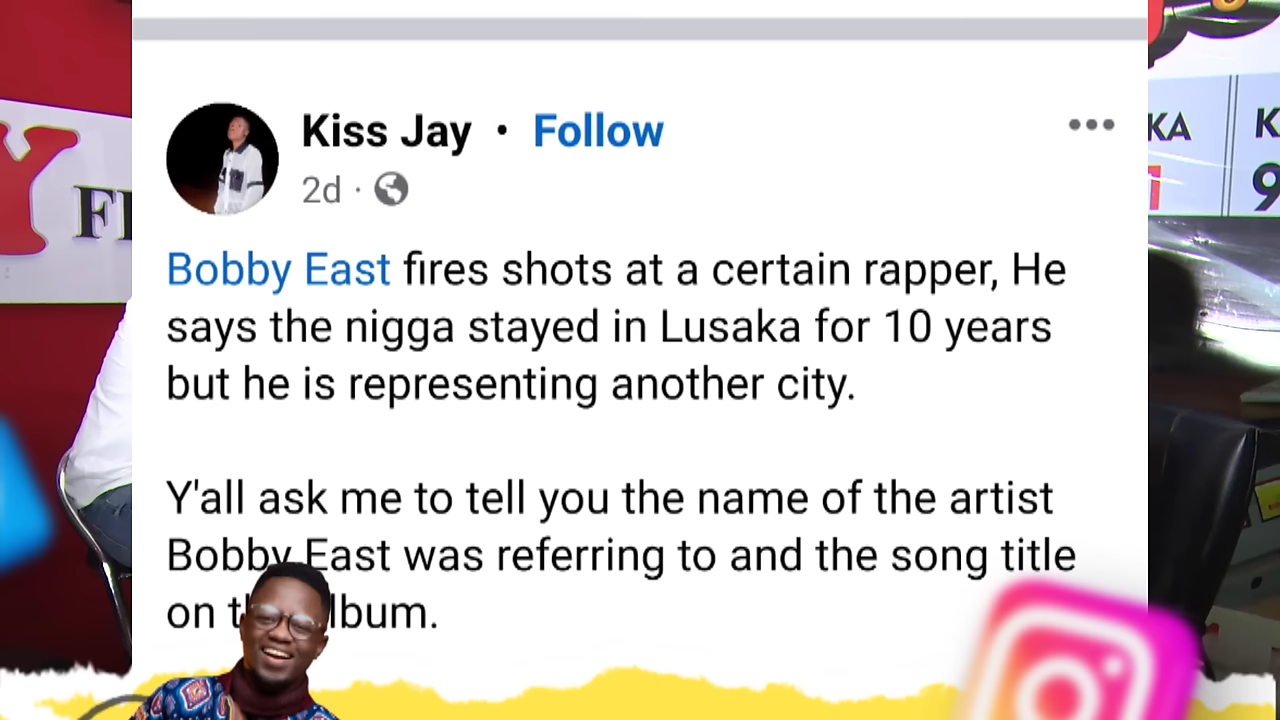 Kiss Jay • Follow
2d ·
Bobby East fires shots at a certain rapper, He
says the nigga stayed in Lusaka for 10 years
but he is representing another city.
Y'all ask me to tell you the name of the artist
Bobby East was referring to and the song title
on